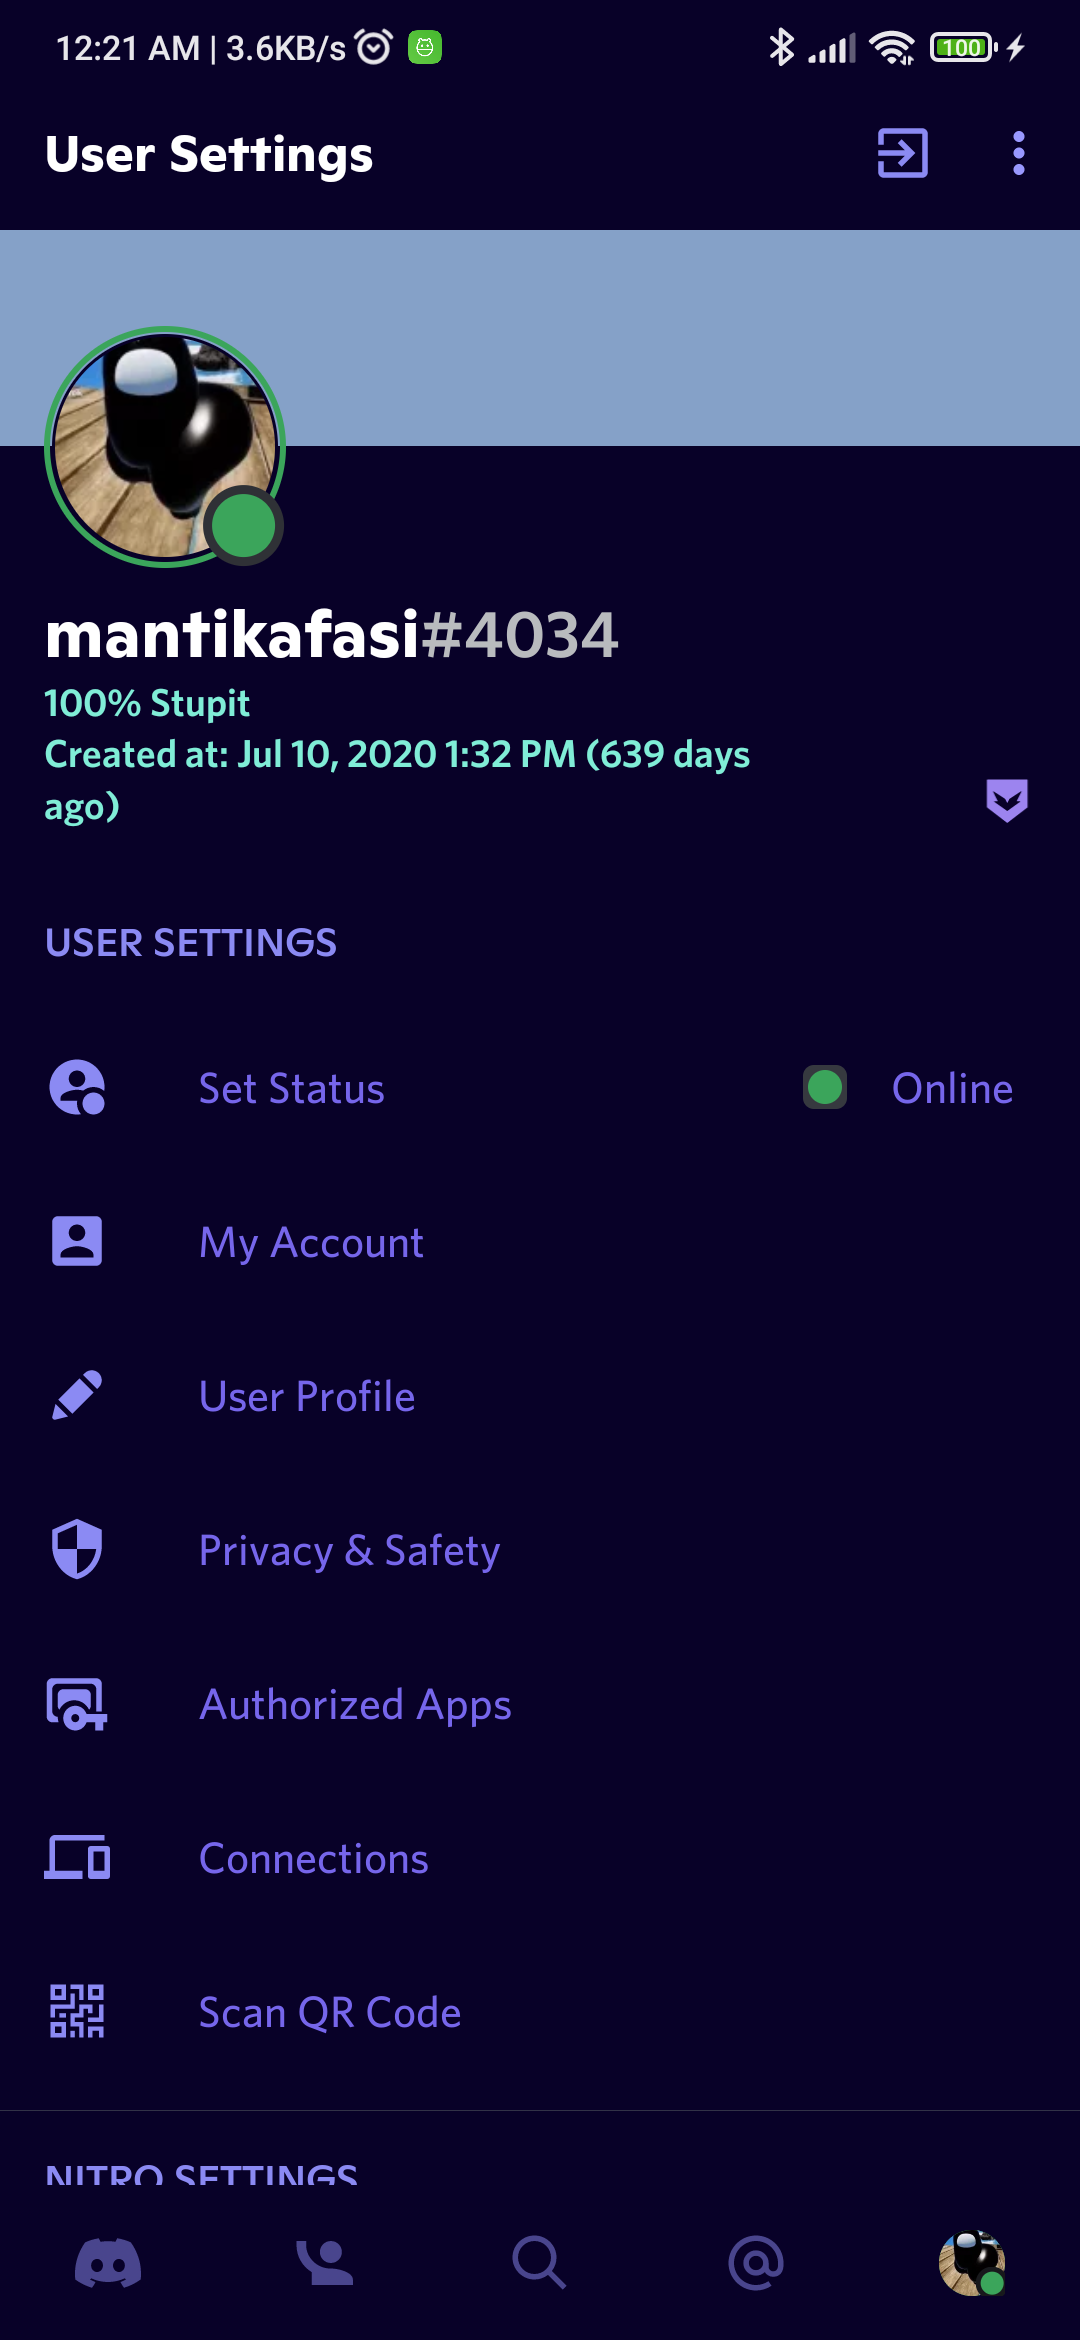 12:21 AM | 3.6KB/s
100
User Settings
mantikafasi#4034
100% Stupit
Created at: Jul 10, 2020 1:32 PM (639 days
ago)
USER SETTINGS
Set Status
Online
My Account
User Profile
Privacy & Safety
Authorized Apps
Connections
Scan QR Code
NITRO SETTINGS